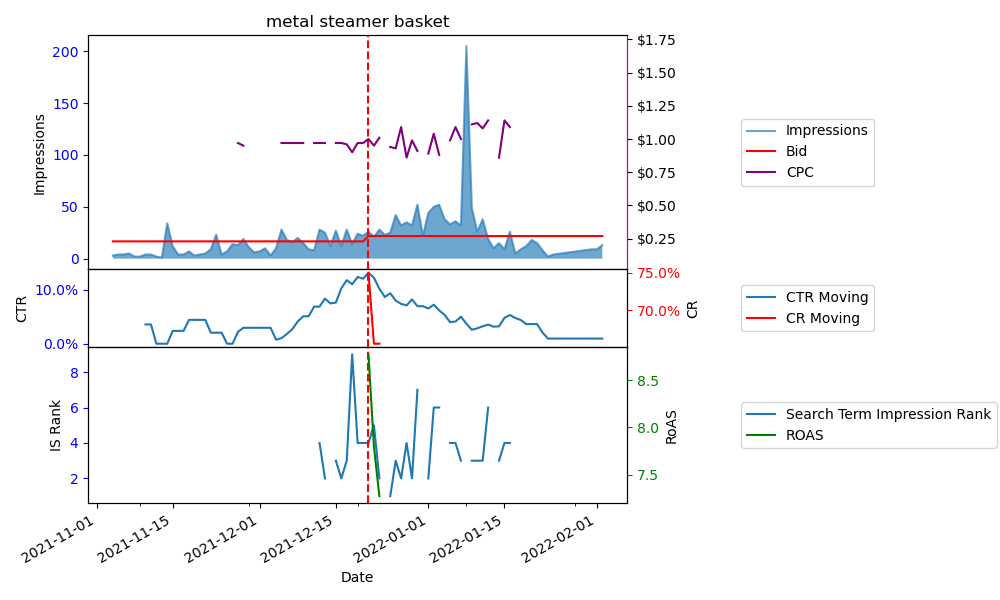 metal steamer basket
200
150
100
50
0
Impressions
$1.75
$1.50
$1.25
$1.00
$0.75
$0.50
$0.25
Impressions
Bid
CPC
10.0%
0.0%
CTR
75.0%
70.0%
CR
CTR Moving
CR Moving
8
6
4
2
IS Rank
8.5
8.0
7.5
RoAS
Search Term Impression Rank
ROAS
2021-11-01
2021-11-15
2021-12-01
2021-12-15
2022-01-01
2022-01-15
2022-02-01
Date